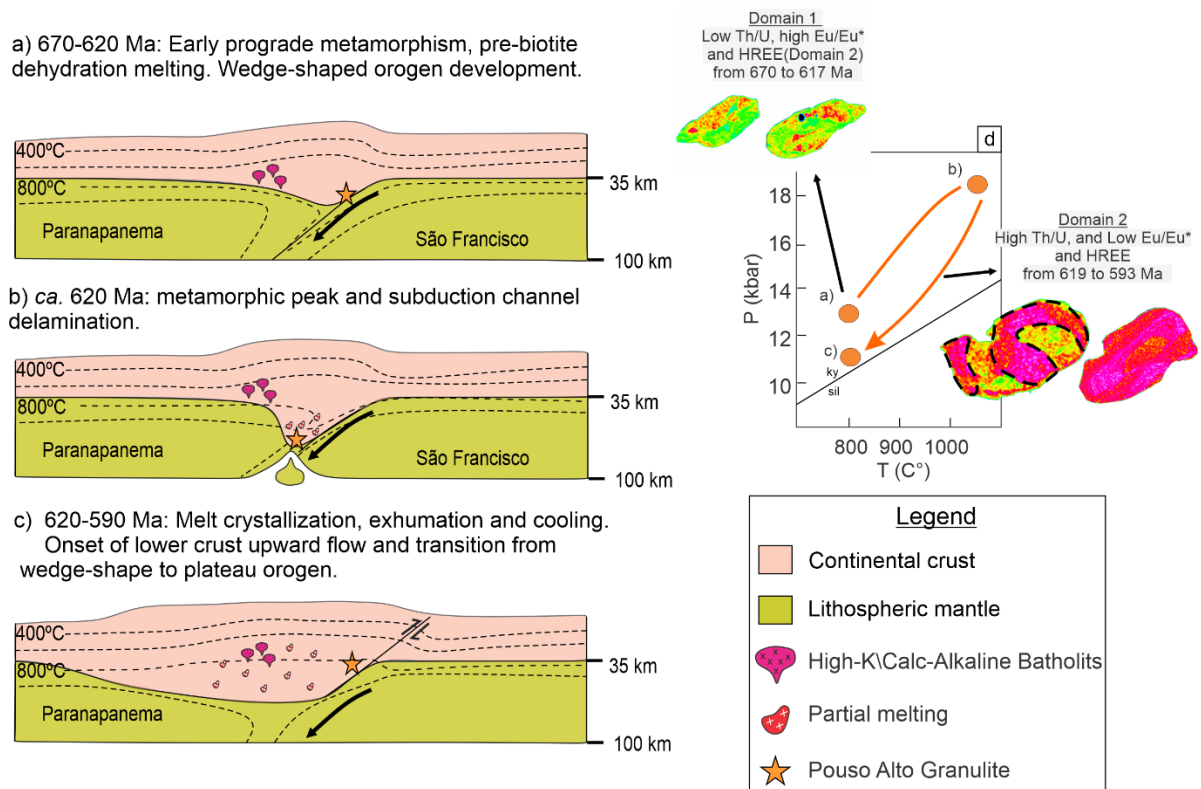 a) 670-620 Ma: Early prograde metamorphism, pre-biotite
dehydration melting. Wedge-shaped orogen development.
400ºC
800ºC
Paranapanema
São Francisco
35 km
100 km
b) ca. 620 Ma: metamorphic peak and subduction channel
delamination.
400ºC
800ºC
Paranapanema
São Francisco
35 km
100 km
c) 620-590 Ma: Melt crystallization, exhumation and cooling.
Onset of lower crust upward flow and transition from
wedge-shape to plateau orogen.
400ºC
800ºC
Paranapanema
35 km
100 km
Domain 1
Low Th/U, high Eu/Eu*
and HREE(Domain 2)
from 670 to 617 Ma
d
18
16
14
12
10
P (kbar)
b)
a)
c)
ky
sil
800 900 1000
T (C°)
Domain 2
High Th/U, and Low Eu/Eu*
and HREE
from 619 to 593 Ma
Legend
Continental crust
Lithospheric mantle
High-K\Calc-Alkaline Batholits
Partial melting
Pouso Alto Granulite